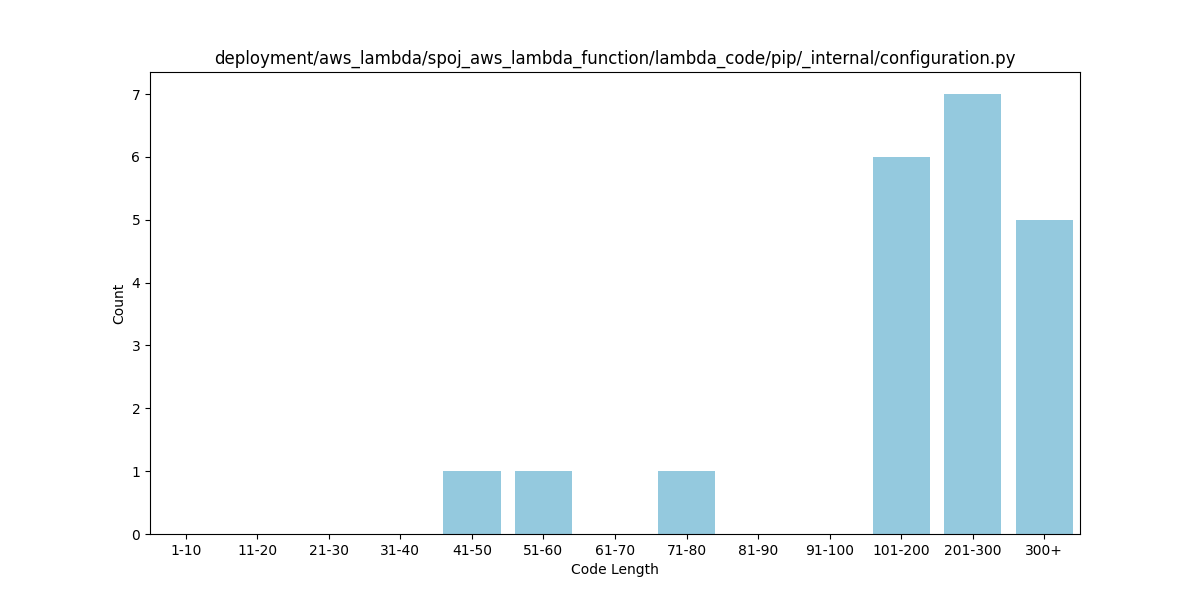 deployment/aws_lambda/spoj_aws_lambda_function/lambda_code/pip/_internal/configuration.py
7
6
5
4
3
2
1
0
Count
1-10 11-20 21-30 31-40 41-50 51-60 61-70 71-80 81-90 91-100 101-200 201-300 300+
Code Length